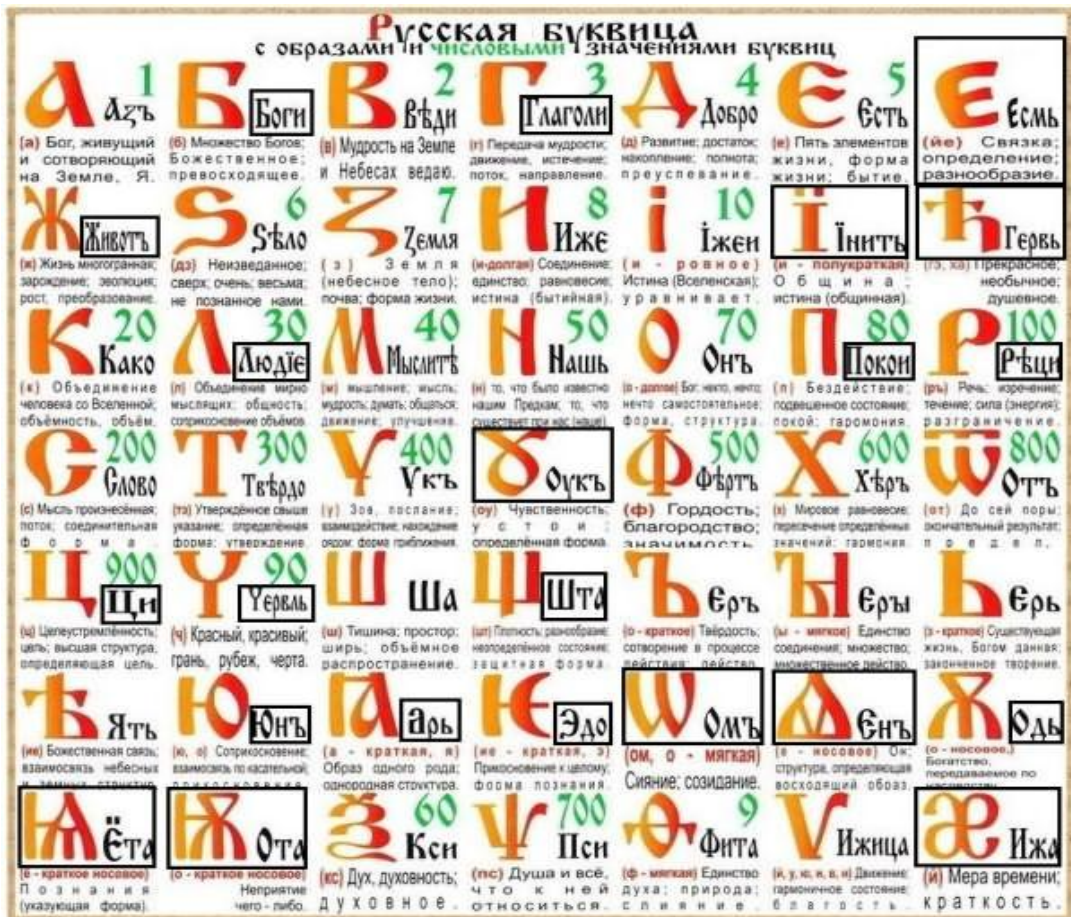 Русская буквица
с образами и числовыми значениями буквиц
А 1 Азъ
(а) Бог, живущий
и сотворяющий
на Земле, Я.
Б Боги
(б) Множество Богов;
Божественное;
превосходящее.
В 2 Вѣди
(в) Мудрость на Земле
и Небесах ведаю.
Г 3 Глаголи
(г) Передача мудрости;
движение, истечение;
поток, направление.
Д 4 Добро
(д) Развитие; достаток;
накопление; полнота;
преуспевание.
Є 5 Єсть
(е) Пять элементов
жизни, форма
жизни; бытие.
Е Есмь
(йе) Связка;
определение;
разнообразие.
Ж Животъ
(ж) Жизнь многогранная;
зарождение; эволюция;
рост, преобразование.
Ѕ 6 Ѕѣло
(дз) Неизведанное;
сверх; очень; весьма;
не познанное нами.
З 7 Земля
(з) Земля
(небесное тело);
почва; форма жизни.
И 8 Иже
(и-долгая) Соединение;
единство; равновесие;
истина (бытийная).
і 10 Їжеи
(и - ровное)
Истина (Вселенская);
уравнивает.
Ї Їнить
(и - полукраткая)
Община;
истина (общинная).
Ћ Гервь
(гэ, ха) Прекрасное;
необычное;
душевное.
К 20 Како
(к) Объединение
человека со Вселенной;
объёмность, объём.
Л 30 Людїе
(л) Объединение мирно
мыслящих; общность;
соприкосновение объёмов.
М 40 Мыслитѣ
(м) мышление; мысль;
мудрость; думать; общаться;
движение; улучшение.
Н 50 Нашь
(н) то, что было известно
нашим Предкам; то, что
существует при нас (наше).
О 70 Онъ
(о - долгое) Бог; некто, нечто;
нечто самостоятельное;
форма, структура.
П 80 Покои
(п) Бездействие;
подвешенное состояние;
покой; гаромония.
Р 100 Рѣци
(ръ) Речь; изречение;
течение; сила (энергия);
разграничение.
С 200 Слово
(с) Мысль произнесённая;
поток; соединительная
форма.
Т 300 Твѣрдо
(тэ) Утверждённое свыше
указание; определённая
форма; утверждение.
Ѵ 400 Укъ
(у) Зов, послание;
взаимодействие; нахождение
рядом; форма приближения.
Ȣ Оукъ
(оу) Чувственность;
устои;
определённая форма.
Ф 500 Фѣртъ
(ф) Гордость;
благородство;
значимость.
Х 600 Хѣръ
(х) Мировое равновесие;
пересечение определённых
значений; гармония.
Ѿ 800 Отъ
(от) До сей поры;
окончательный результат;
предел.
Ц 900 Ци
(ц) Целеустремлённость;
цель; высшая структура,
определяющая цель.
Ч 90 Червль
(ч) Красный, красивый;
грань, рубеж, черта.
Ш Ша
(ш) Тишина; простор;
ширь; объёмное
распространение.
Щ Шта
(шт) Плотность; разнообразие;
неопределённое состояние;
защитная форма.
Ъ Єръ
(о - краткое) Твёрдость;
сотворение в процессе
действия; действо.
Ꙑ Єры
(ы - мягкое) Единство
соединения; множество;
множественное действо.
Ь Єрь
(э - краткое) Существующая
жизнь, Богом данная;
законченное творение.
Ѣ Ять
(ие) Божественная связь;
взаимосвязь небесных
и земных структур
Ю Юнъ
(ю, о) Соприкосновение;
взаимосвязь по касательной;
прикосновение.
Ꙗ Арь
(а - краткая, я)
Образ одного рода;
однородная структура.
Ѥ Эдо
(ие - краткая, э)
Прикосновение к целому;
форма познания.
Ѡ Омъ
(ом, о - мягкая)
Сияние; созидание.
Ѧ Єнъ
(е - носовое) Он;
структура, определяющая
восходящий образ.
Ѫ Одь
(о - носовое.)
Богатство,
передаваемое по
наследству
Ѩ Ёта
(ё - краткое носовое)
Познания
(указующая форма).
Ѭ Ота
(о - краткое носовое)
Неприятие
чего - либо.
Ѯ 60 Кси
(кс) Дух, духовность;
духовное.
Ѱ 700 Пси
(пс) Душа и всё,
что к ней
относиться.
Ѳ 9 Фита
(ф - мягкая) Единство
духа; природа;
слияние.
Ѵ Ижица
(й, у, ю, и, в, н) Движение;
гармоничное состояние;
благость.
Æ Ижа
(й) Мера времени;
краткость.